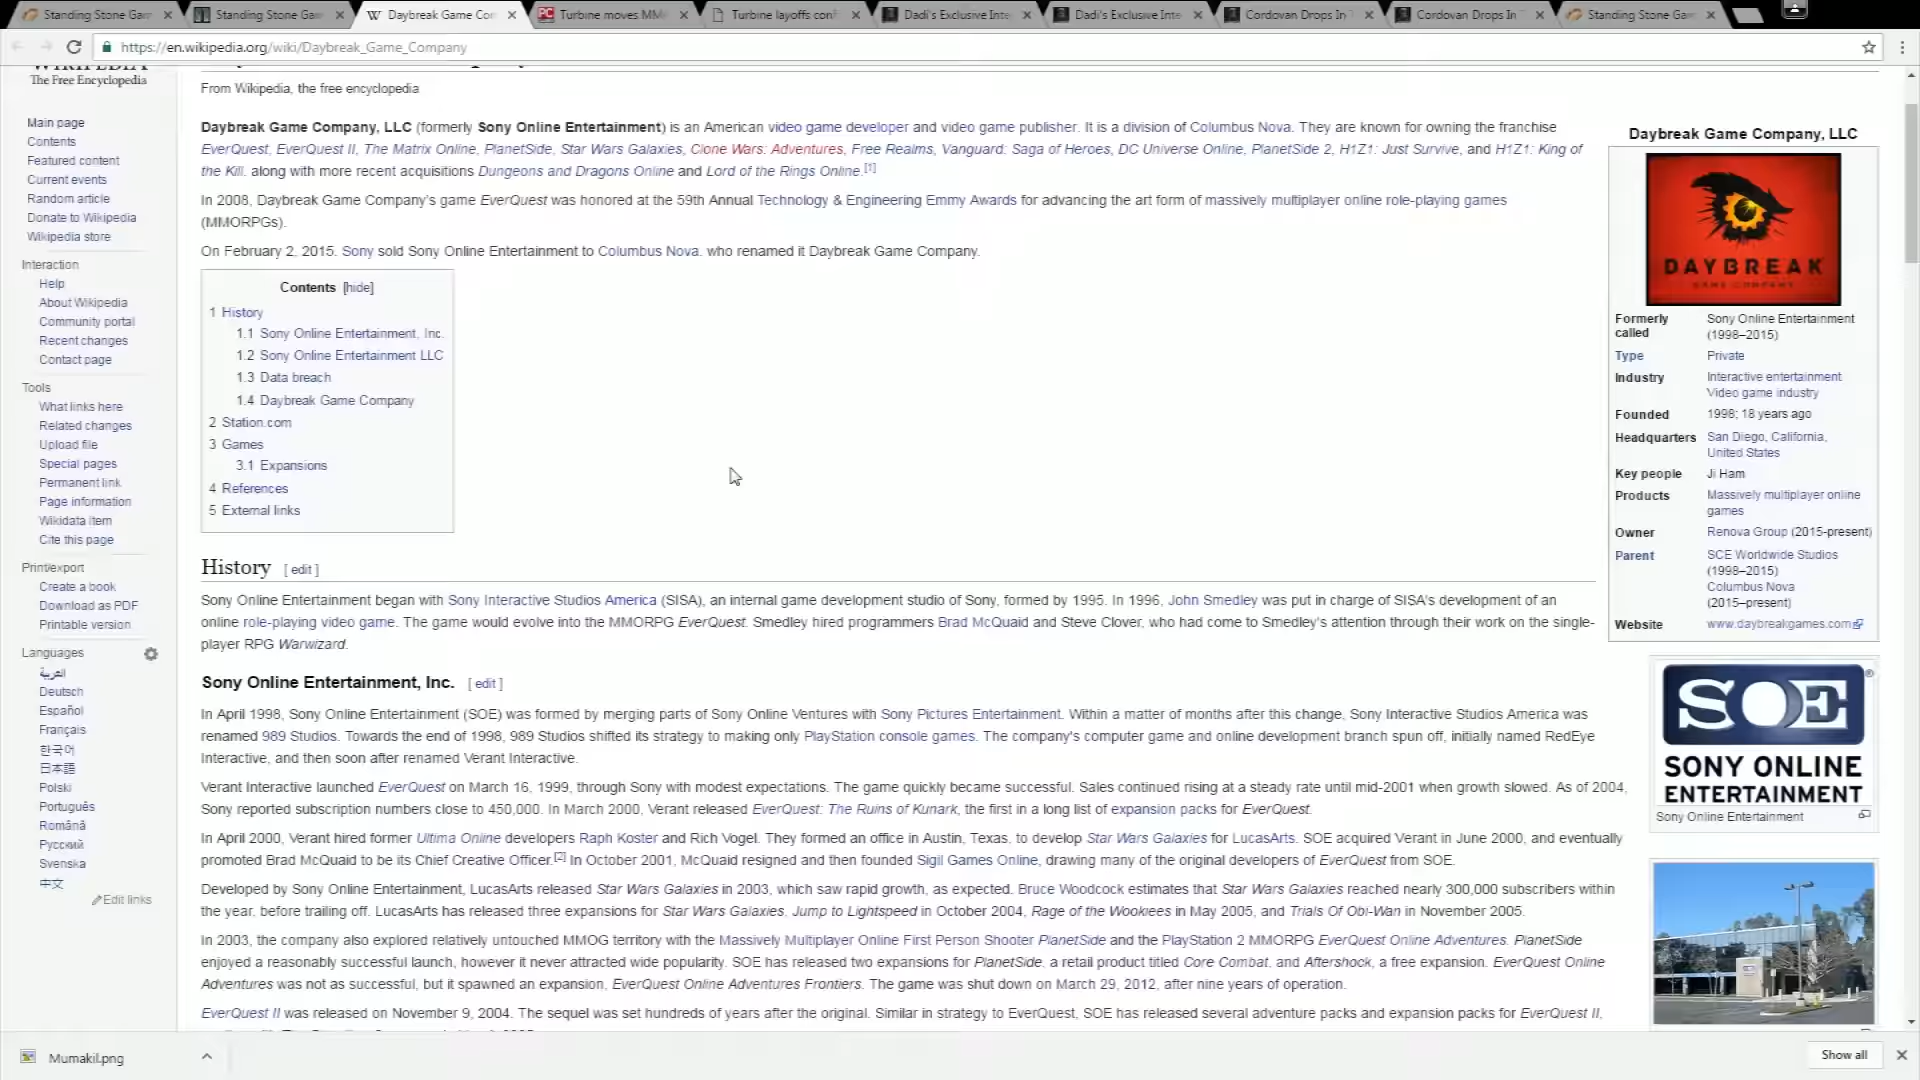 Standing Stone Gam
Standing Stone Gam
Daybreak Game Com
Turbine moves MM
Turbine layoffs conf
Dadi's Exclusive Inte
Dadi's Exclusive Inte
Cordovan Drops In T
Cordovan Drops In T
Standing Stone Gam
https://en.wikipedia.org/wiki/Daybreak_Game_Company
The Free Encyclopedia
Main page
Contents
Featured content
Current events
Random article
Donate to Wikipedia
Wikipedia store
Interaction
Help
About Wikipedia
Community portal
Recent changes
Contact page
Tools
What links here
Related changes
Upload file
Special pages
Permanent link
Page information
Wikidata item
Cite this page
Print/export
Create a book
Download as PDF
Printable version
Languages
العربية
Deutsch
Español
Français
한국어
日本語
Polski
Português
Română
Русский
Svenska
中文
Edit links
From Wikipedia, the free encyclopedia
Daybreak Game Company, LLC (formerly Sony Online Entertainment) is an American video game developer and video game publisher. It is a division of Columbus Nova. They are known for owning the franchise
EverQuest, EverQuest II, The Matrix Online, PlanetSide, Star Wars Galaxies, Clone Wars: Adventures, Free Realms, Vanguard: Saga of Heroes, DC Universe Online, PlanetSide 2, H1Z1: Just Survive, and H1Z1: King of
the Kill. along with more recent acquisitions Dungeons and Dragons Online and Lord of the Rings Online.[1]
In 2008, Daybreak Game Company's game EverQuest was honored at the 59th Annual Technology & Engineering Emmy Awards for advancing the art form of massively multiplayer online role-playing games
(MMORPGs).
On February 2, 2015. Sony sold Sony Online Entertainment to Columbus Nova. who renamed it Daybreak Game Company.
Contents [hide]
1 History
1.1 Sony Online Entertainment, Inc.
1.2 Sony Online Entertainment LLC
1.3 Data breach
1.4 Daybreak Game Company
2 Station.com
3 Games
3.1 Expansions
4 References
5 External links
History [ edit ]
Sony Online Entertainment began with Sony Interactive Studios America (SISA), an internal game development studio of Sony, formed by 1995. In 1996, John Smedley was put in charge of SISA's development of an
online role-playing video game. The game would evolve into the MMORPG EverQuest. Smedley hired programmers Brad McQuaid and Steve Clover, who had come to Smedley's attention through their work on the single-
player RPG Warwizard.
Sony Online Entertainment, Inc. [ edit ]
In April 1998, Sony Online Entertainment (SOE) was formed by merging parts of Sony Online Ventures with Sony Pictures Entertainment. Within a matter of months after this change, Sony Interactive Studios America was
renamed 989 Studios. Towards the end of 1998, 989 Studios shifted its strategy to making only PlayStation console games. The company's computer game and online development branch spun off, initially named RedEye
Interactive, and then soon after renamed Verant Interactive.
Verant Interactive launched EverQuest on March 16, 1999, through Sony with modest expectations. The game quickly became successful. Sales continued rising at a steady rate until mid-2001 when growth slowed. As of 2004,
Sony reported subscription numbers close to 450,000. In March 2000, Verant released EverQuest: The Ruins of Kunark, the first in a long list of expansion packs for EverQuest.
In April 2000, Verant hired former Ultima Online developers Raph Koster and Rich Vogel. They formed an office in Austin, Texas, to develop Star Wars Galaxies for LucasArts. SOE acquired Verant in June 2000, and eventually
promoted Brad McQuaid to be its Chief Creative Officer.[2] In October 2001, McQuaid resigned and then founded Sigil Games Online, drawing many of the original developers of EverQuest from SOE.
Developed by Sony Online Entertainment, LucasArts released Star Wars Galaxies in 2003, which saw rapid growth, as expected. Bruce Woodcock estimates that Star Wars Galaxies reached nearly 300,000 subscribers within
the year, before trailing off. LucasArts has released three expansions for Star Wars Galaxies, Jump to Lightspeed in October 2004, Rage of the Wookiees in May 2005, and Trials Of Obi-Wan in November 2005.
In 2003, the company also explored relatively untouched MMOG territory with the Massively Multiplayer Online First Person Shooter PlanetSide and the PlayStation 2 MMORPG EverQuest Online Adventures. PlanetSide
enjoyed a reasonably successful launch, however it never attracted wide popularity. SOE has released two expansions for PlanetSide. a retail product titled Core Combat, and Aftershock, a free expansion. EverQuest Online
Adventures was not as successful, but it spawned an expansion, EverQuest Online Adventures Frontiers. The game was shut down on March 29, 2012, after nine years of operation.
EverQuest II was released on November 9, 2004. The sequel was set hundreds of years after the original. Similar in strategy to EverQuest, SOE has released several adventure packs and expansion packs for EverQuest II,
Daybreak Game Company, LLC
DAYBREAK
GAME COMPANY
Formerly called Sony Online Entertainment (1998–2015)
Type Private
Industry Interactive entertainment
Video game industry
Founded 1998; 18 years ago
Headquarters San Diego, California,
United States
Key people Ji Ham
Products Massively multiplayer online
games
Owner Renova Group (2015-present)
Parent SCE Worldwide Studios
(1998–2015)
Columbus Nova
(2015–present)
Website www.daybreakgames.com
SOE ®
SONY ONLINE
ENTERTAINMENT
Sony Online Entertainment
Mumakil.png
Show all